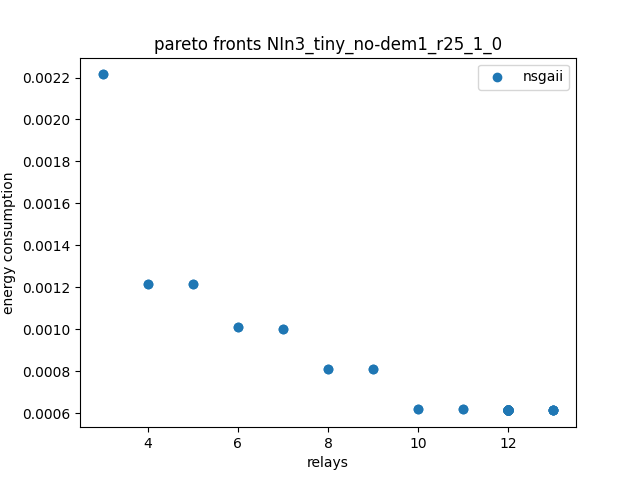 pareto fronts NIn3_tiny_no-dem1_r25_1_0
nsgaii
energy consumption
0.0022
0.0020
0.0018
0.0016
0.0014
0.0012
0.0010
0.0008
0.0006
4 6 8 10 12
relays